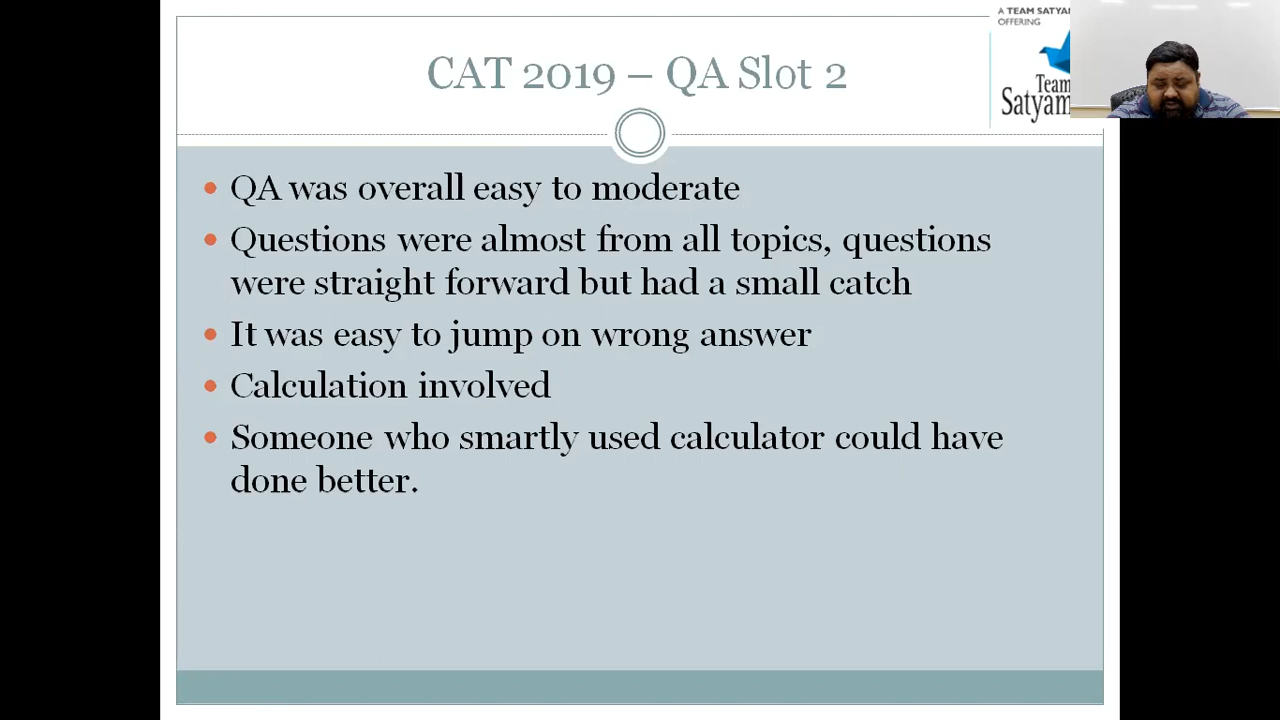 A TEAM SATYAM
OFFERING
CAT 2019 – QA Slot 2
Team
Satyam
QA was overall easy to moderate
Questions were almost from all topics, questions
were straight forward but had a small catch
It was easy to jump on wrong answer
Calculation involved
Someone who smartly used calculator could have
done better.